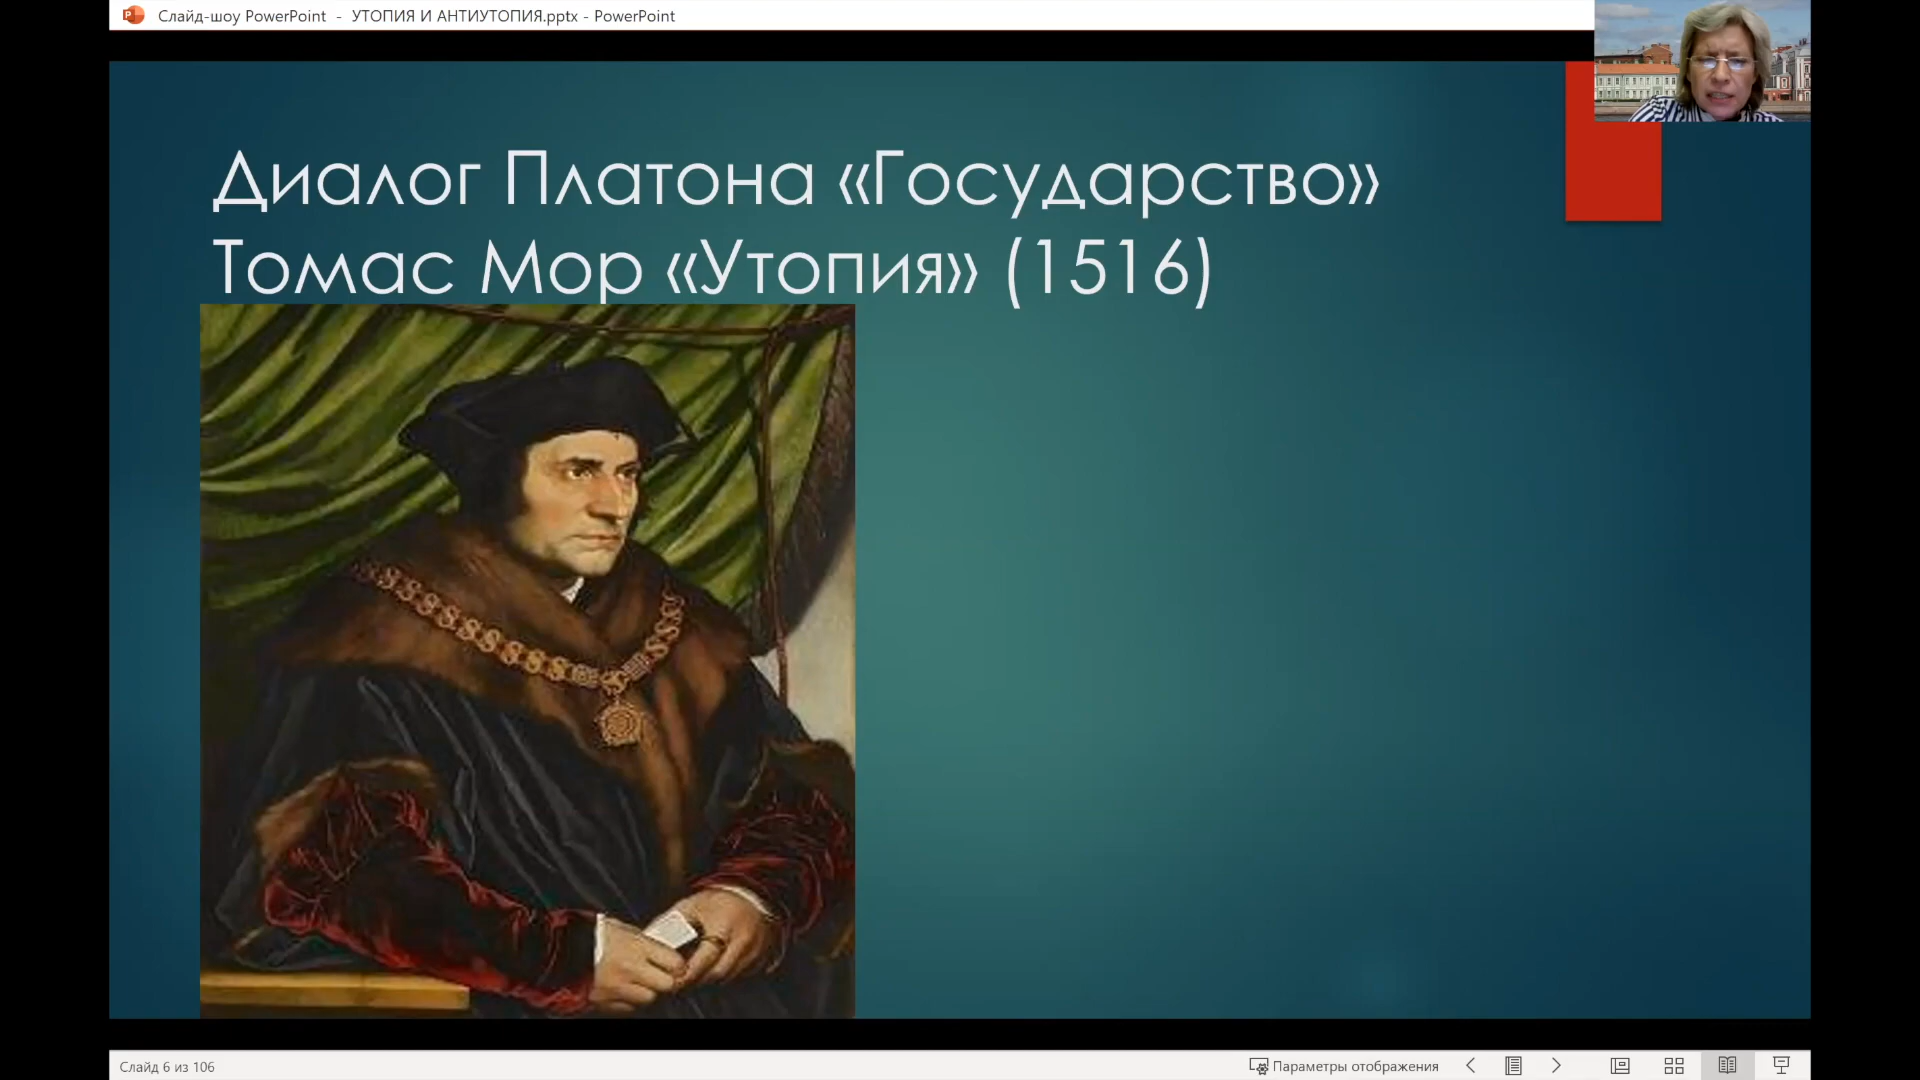 Слайд-шоу PowerPoint - УТОПИЯ И АНТИУТОПИЯ.pptx - PowerPoint
Диалог Платона «Государство»
Томас Мор «Утопия» (1516)
Слайд 6 из 106
Параметры отображения